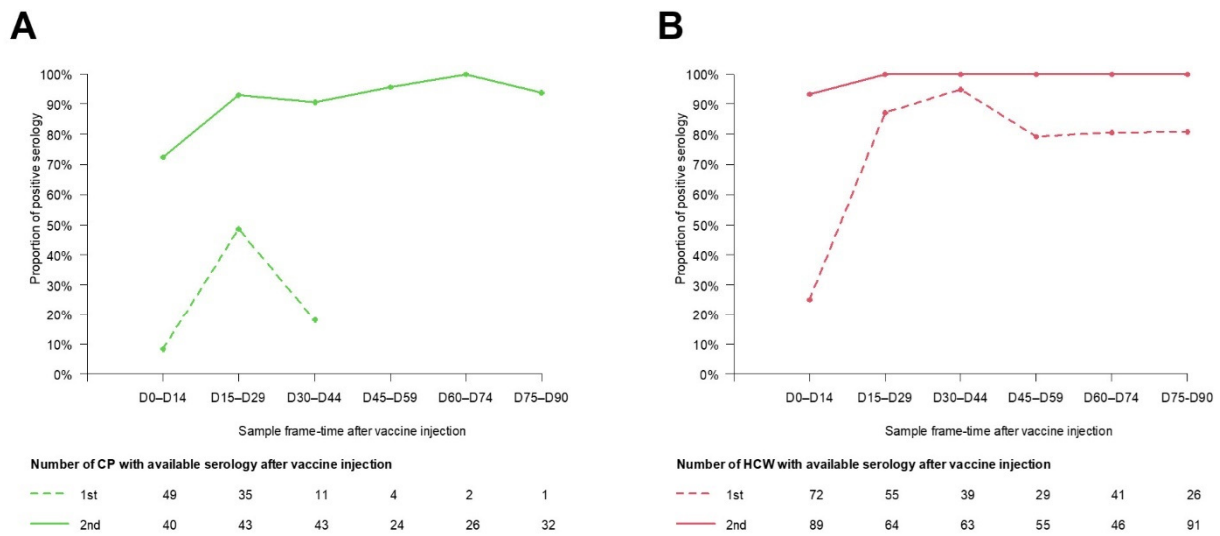 A
Proportion of positive serology
100%
90%
80%
70%
60%
50%
40%
30%
20%
10%
0%
D0–D14 D15–D29 D30–D44 D45–D59 D60–D74 D75-D90
Sample frame-time after vaccine injection
Number of CP with available serology after vaccine injection
1st 49 35 11 4 2 1
2nd 40 43 43 24 26 32
B
Proportion of positive serology
100%
90%
80%
70%
60%
50%
40%
30%
20%
10%
0%
D0–D14 D15–D29 D30–D44 D45–D59 D60–D74 D75-D90
Sample frame-time after vaccine injection
Number of HCW with available serology after vaccine injection
1st 72 55 39 29 41 26
2nd 89 64 63 55 46 91